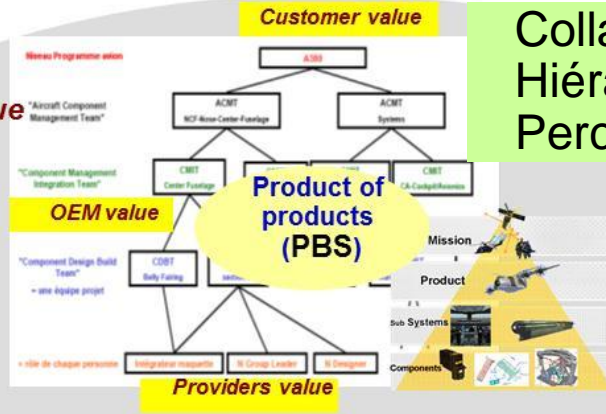 Customer value
Colla
Hiéra
Perc
Niveau Programme avion
ue
"Aircraft Component
Management Team"
ACMT
NCF-Nose-Center-Fuselage
ACMT
Systems
"Component Management
Integration Team"
CMIT
Center Fuselage
CMIT
CA-Cockpit/Avionics
OEM value
Product of
products
(PBS)
"Component Design Build
Team"
= une équipe projet
CDBT
Belly Fairing
+ rôle de chaque personne
Intégrateur maquette
N Group Leader
N Designer
Providers value
Mission
Product
Sub Systems
Components